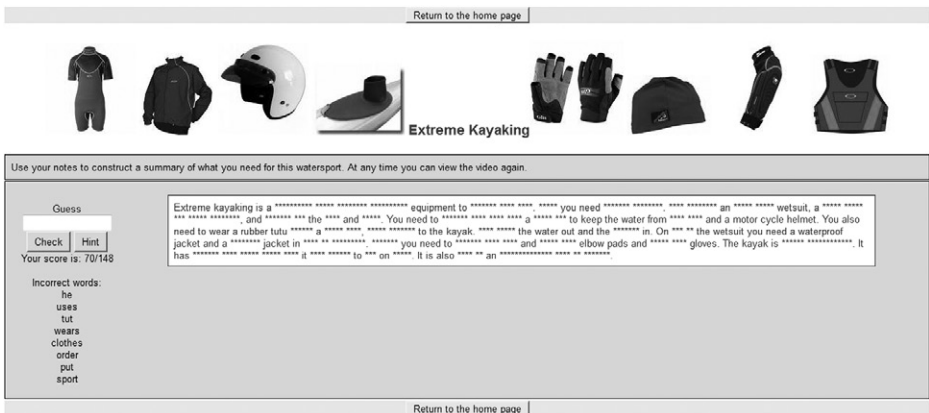 Return to the home page
Extreme Kayaking
Use your notes to construct a summary of what you need for this watersport. At any time you can view the video again.
Guess
Check Hint
Your score is: 70/148
Incorrect words:
he
uses
tut
wears
clothes
order
put
sport
Extreme kayaking is a ********** ***** ******** ********* equipment to ******* **** ****, ***** you need ******* *******, **** ******** an ***** **** wetsuit, a ***** *****
*** ***** ********, and ******* *** the **** and *****. You need to ******* **** **** **** a ***** *** to keep the water from **** **** and a motor cycle helmet. You also
need to wear a rubber tutu ****** a ***** ****, ***** ****** to the kayak. **** ***** the water out and the ****** in. On *** ** the wetsuit you need a waterproof
jacket and a ******** jacket in **** ** *********, ****** you need to **** **** and ***** **** elbow pads and ***** **** gloves. The kayak is ****** ************. It
has ******* **** ***** ***** **** it **** ****** to *** on *****. It is also **** ** an ************** **** ** *******.
Return to the home page